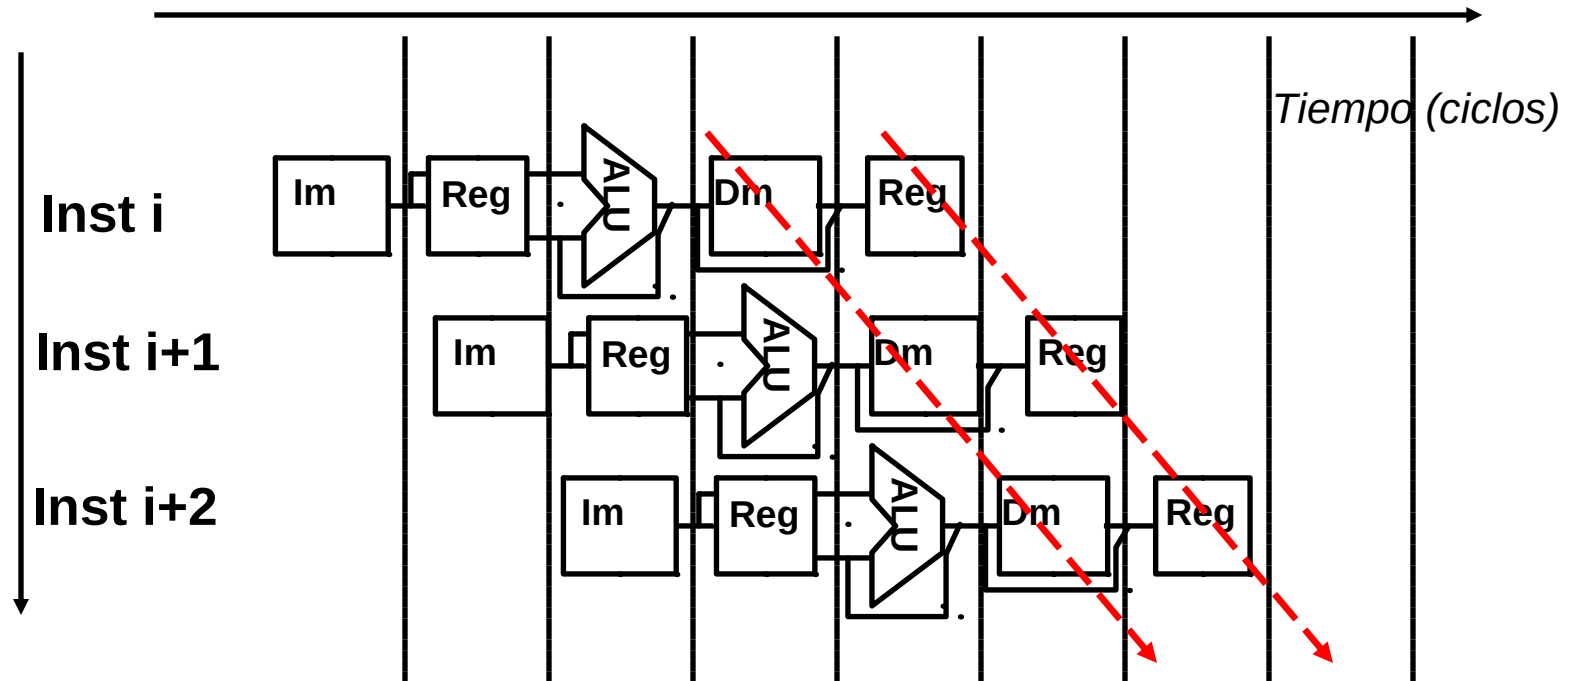 Tiempo (ciclos)
Inst i
Im Reg ALU Dm Reg
Inst i+1
Im Reg ALU Dm Reg
Inst i+2
Im Reg ALU Dm Reg